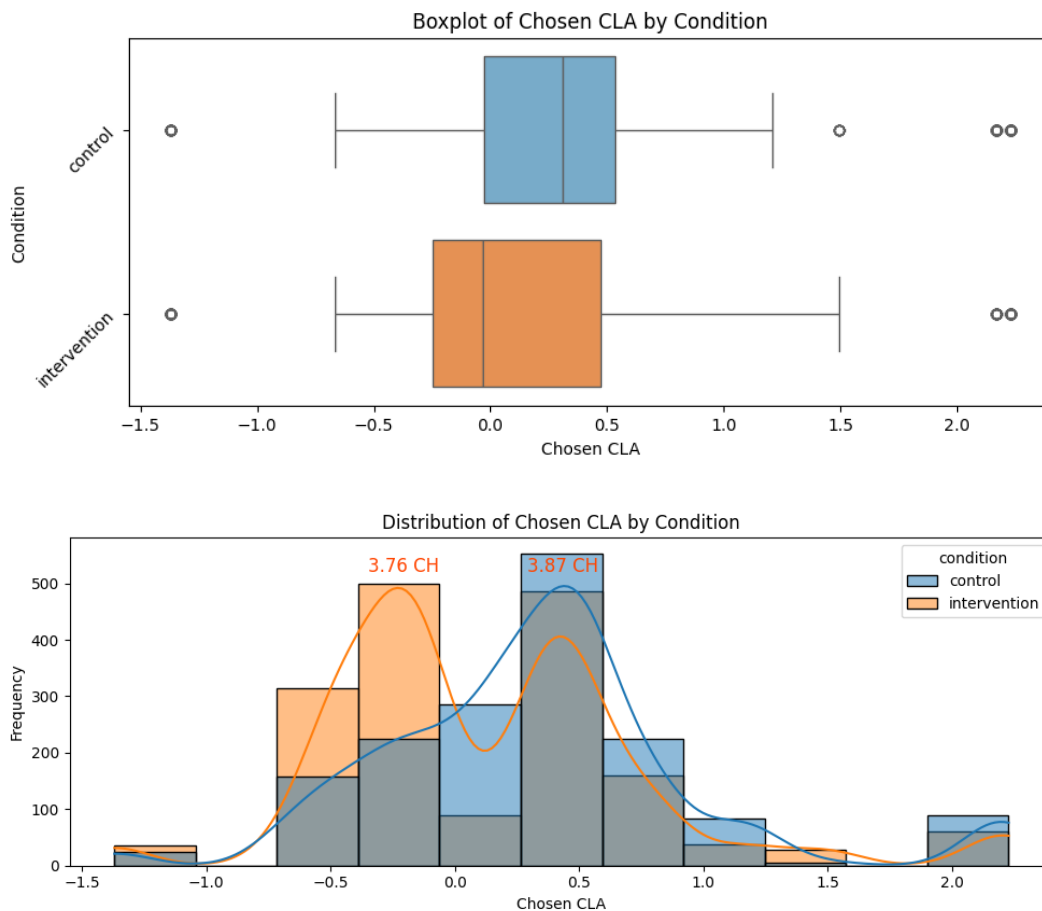 Boxplot of Chosen CLA by Condition
Condition
control
intervention
−1.5 −1.0 −0.5 0.0 0.5 1.0 1.5 2.0
Chosen CLA
Distribution of Chosen CLA by Condition
3.76 CH 3.87 CH
condition
control
intervention
Frequency
500
400
300
200
100
0
−1.5 −1.0 −0.5 0.0 0.5 1.0 1.5 2.0
Chosen CLA